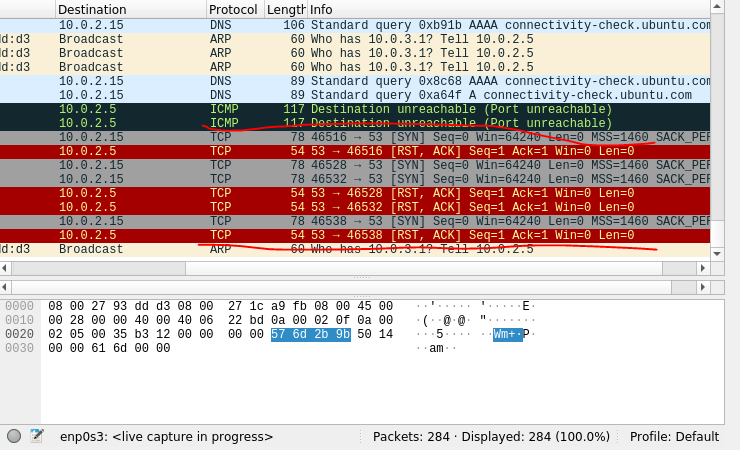 Destination Protocol Length Info
10.0.2.15 DNS 106 Standard query 0xb91b AAAA connectivity-check.ubuntu.com
dd:d3 Broadcast ARP 60 Who has 10.0.3.1? Tell 10.0.2.5
dd:d3 Broadcast ARP 60 Who has 10.0.3.1? Tell 10.0.2.5
dd:d3 Broadcast ARP 60 Who has 10.0.3.1? Tell 10.0.2.5
10.0.2.15 DNS 89 Standard query 0x8c68 AAAA connectivity-check.ubuntu.com
10.0.2.15 DNS 89 Standard query 0xa64f A connectivity-check.ubuntu.com
10.0.2.5 ICMP 117 Destination unreachable (Port unreachable)
10.0.2.5 ICMP 117 Destination unreachable (Port unreachable)
10.0.2.15 TCP 78 46516 → 53 [SYN] Seq=0 Win=64240 Len=0 MSS=1460 SACK_PER
10.0.2.5 TCP 54 53 → 46516 [RST, ACK] Seq=1 Ack=1 Win=0 Len=0
10.0.2.15 TCP 78 46528 → 53 [SYN] Seq=0 Win=64240 Len=0 MSS=1460 SACK_PER
10.0.2.15 TCP 78 46532 → 53 [SYN] Seq=0 Win=64240 Len=0 MSS=1460 SACK_PER
10.0.2.5 TCP 54 53 → 46528 [RST, ACK] Seq=1 Ack=1 Win=0 Len=0
10.0.2.5 TCP 54 53 → 46532 [RST, ACK] Seq=1 Ack=1 Win=0 Len=0
10.0.2.15 TCP 78 46538 → 53 [SYN] Seq=0 Win=64240 Len=0 MSS=1460 SACK_PER
10.0.2.5 TCP 54 53 → 46538 [RST, ACK] Seq=1 Ack=1 Win=0 Len=0
dd:d3 Broadcast ARP 60 Who has 10.0.3.1? Tell 10.0.2.5
0000 08 00 27 93 dd d3 08 00 27 1c a9 fb 08 00 45 00 ··'····· '·····E·
0010 00 28 00 00 40 00 40 06 22 bd 0a 00 02 0f 0a 00 ·(··@·@· "·······
0020 02 05 00 35 b3 12 00 00 00 00 57 6d 2b 9b 50 14 ···5···· ··Wm+·P·
0030 00 00 61 6d 00 00 ··am··
enp0s3: <live capture in progress> Packets: 284 · Displayed: 284 (100.0%) Profile: Default